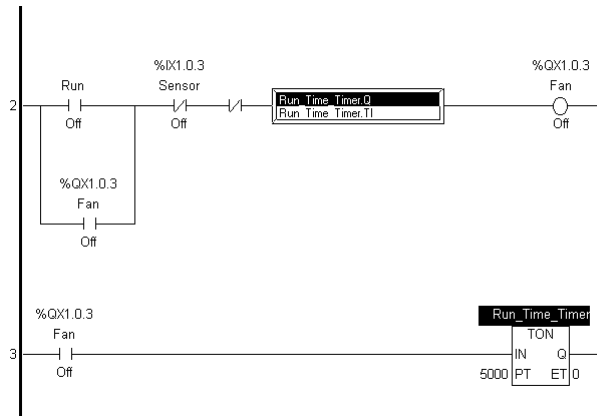 %IX1.0.3
%QX1.0.3
Run
Sensor
Fan
2
Run_Time_Timer.Q
Run_Time_Timer.TI
Off
Off
Off
%QX1.0.3
Fan
Off
%QX1.0.3
Run_Time_Timer
Fan
TON
3
IN Q
Off
5000 PT ET 0